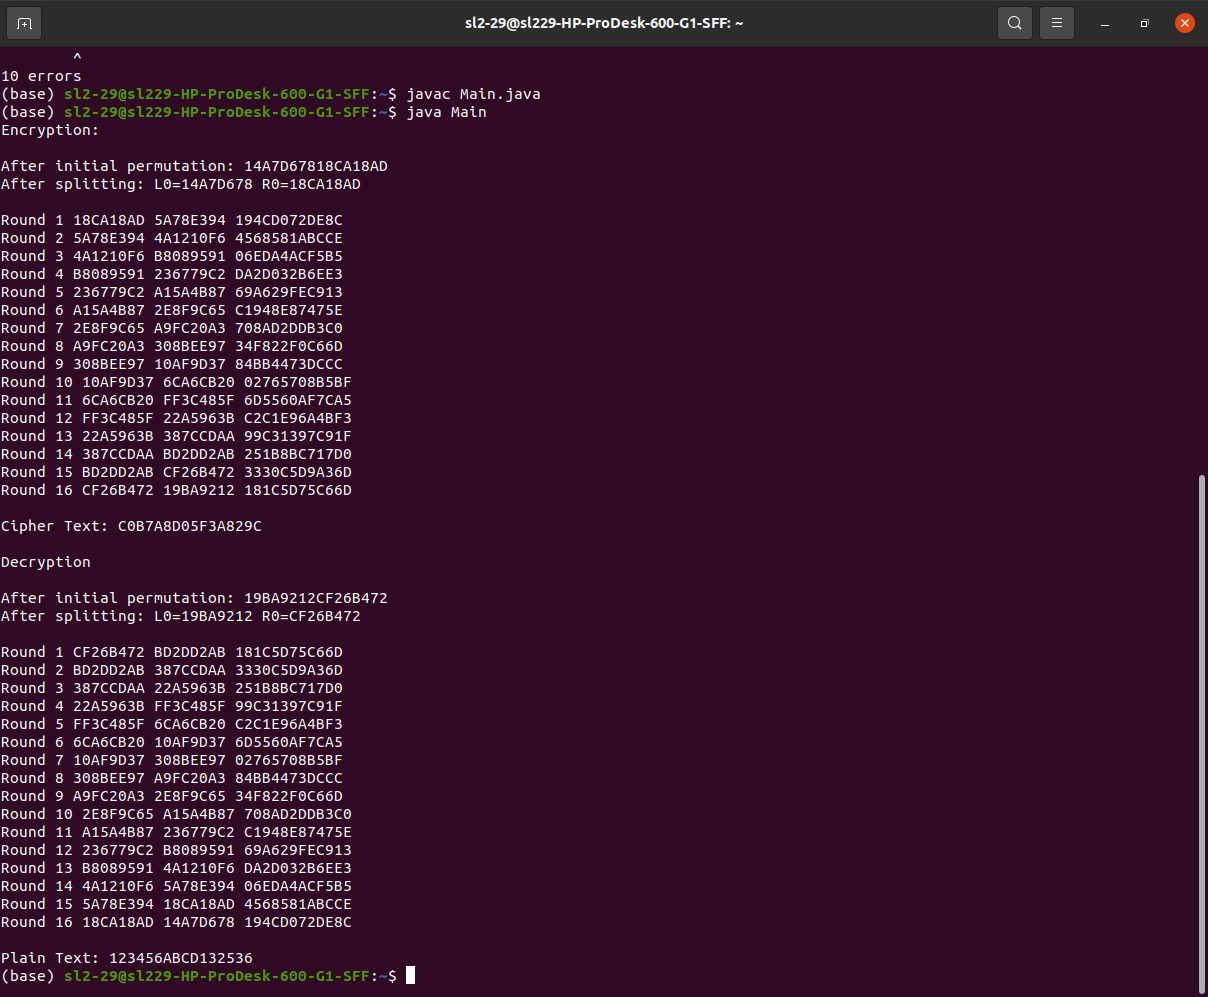 sl2-29@sl229-HP-ProDesk-600-G1-SFF: ~
^
10 errors
(base) sl2-29@sl229-HP-ProDesk-600-G1-SFF:~$ javac Main.java
(base) sl2-29@sl229-HP-ProDesk-600-G1-SFF:~$ java Main
Encryption:
After initial permutation: 14A7D67818CA18AD
After splitting: L0=14A7D678 R0=18CA18AD
Round 1 18CA18AD 5A78E394 194CD072DE8C
Round 2 5A78E394 4A1210F6 4568581ABCCE
Round 3 4A1210F6 B8089591 06EDA4ACF5B5
Round 4 B8089591 236779C2 DA2D032B6EE3
Round 5 236779C2 A15A4B87 69A629FEC913
Round 6 A15A4B87 2E8F9C65 C1948E87475E
Round 7 2E8F9C65 A9FC20A3 708AD2DDB3C0
Round 8 A9FC20A3 308BEE97 34F822F0C66D
Round 9 308BEE97 10AF9D37 84BB4473DCCC
Round 10 10AF9D37 6CA6CB20 02765708B5BF
Round 11 6CA6CB20 FF3C485F 6D5560AF7CA5
Round 12 FF3C485F 22A5963B C2C1E96A4BF3
Round 13 22A5963B 387CCDAA 99C31397C91F
Round 14 387CCDAA BD2DD2AB 251B8BC717D0
Round 15 BD2DD2AB CF26B472 3330C5D9A36D
Round 16 CF26B472 19BA9212 181C5D75C66D
Cipher Text: C0B7A8D05F3A829C
Decryption
After initial permutation: 19BA9212CF26B472
After splitting: L0=19BA9212 R0=CF26B472
Round 1 CF26B472 BD2DD2AB 181C5D75C66D
Round 2 BD2DD2AB 387CCDAA 3330C5D9A36D
Round 3 387CCDAA 22A5963B 251B8BC717D0
Round 4 22A5963B FF3C485F 99C31397C91F
Round 5 FF3C485F 6CA6CB20 C2C1E96A4BF3
Round 6 6CA6CB20 10AF9D37 6D5560AF7CA5
Round 7 10AF9D37 308BEE97 02765708B5BF
Round 8 308BEE97 A9FC20A3 84BB4473DCCC
Round 9 A9FC20A3 2E8F9C65 34F822F0C66D
Round 10 2E8F9C65 A15A4B87 708AD2DDB3C0
Round 11 A15A4B87 236779C2 C1948E87475E
Round 12 236779C2 B8089591 69A629FEC913
Round 13 B8089591 4A1210F6 DA2D032B6EE3
Round 14 4A1210F6 5A78E394 06EDA4ACF5B5
Round 15 5A78E394 18CA18AD 4568581ABCCE
Round 16 18CA18AD 14A7D678 194CD072DE8C
Plain Text: 123456ABCD132536
(base) sl2-29@sl229-HP-ProDesk-600-G1-SFF:~$